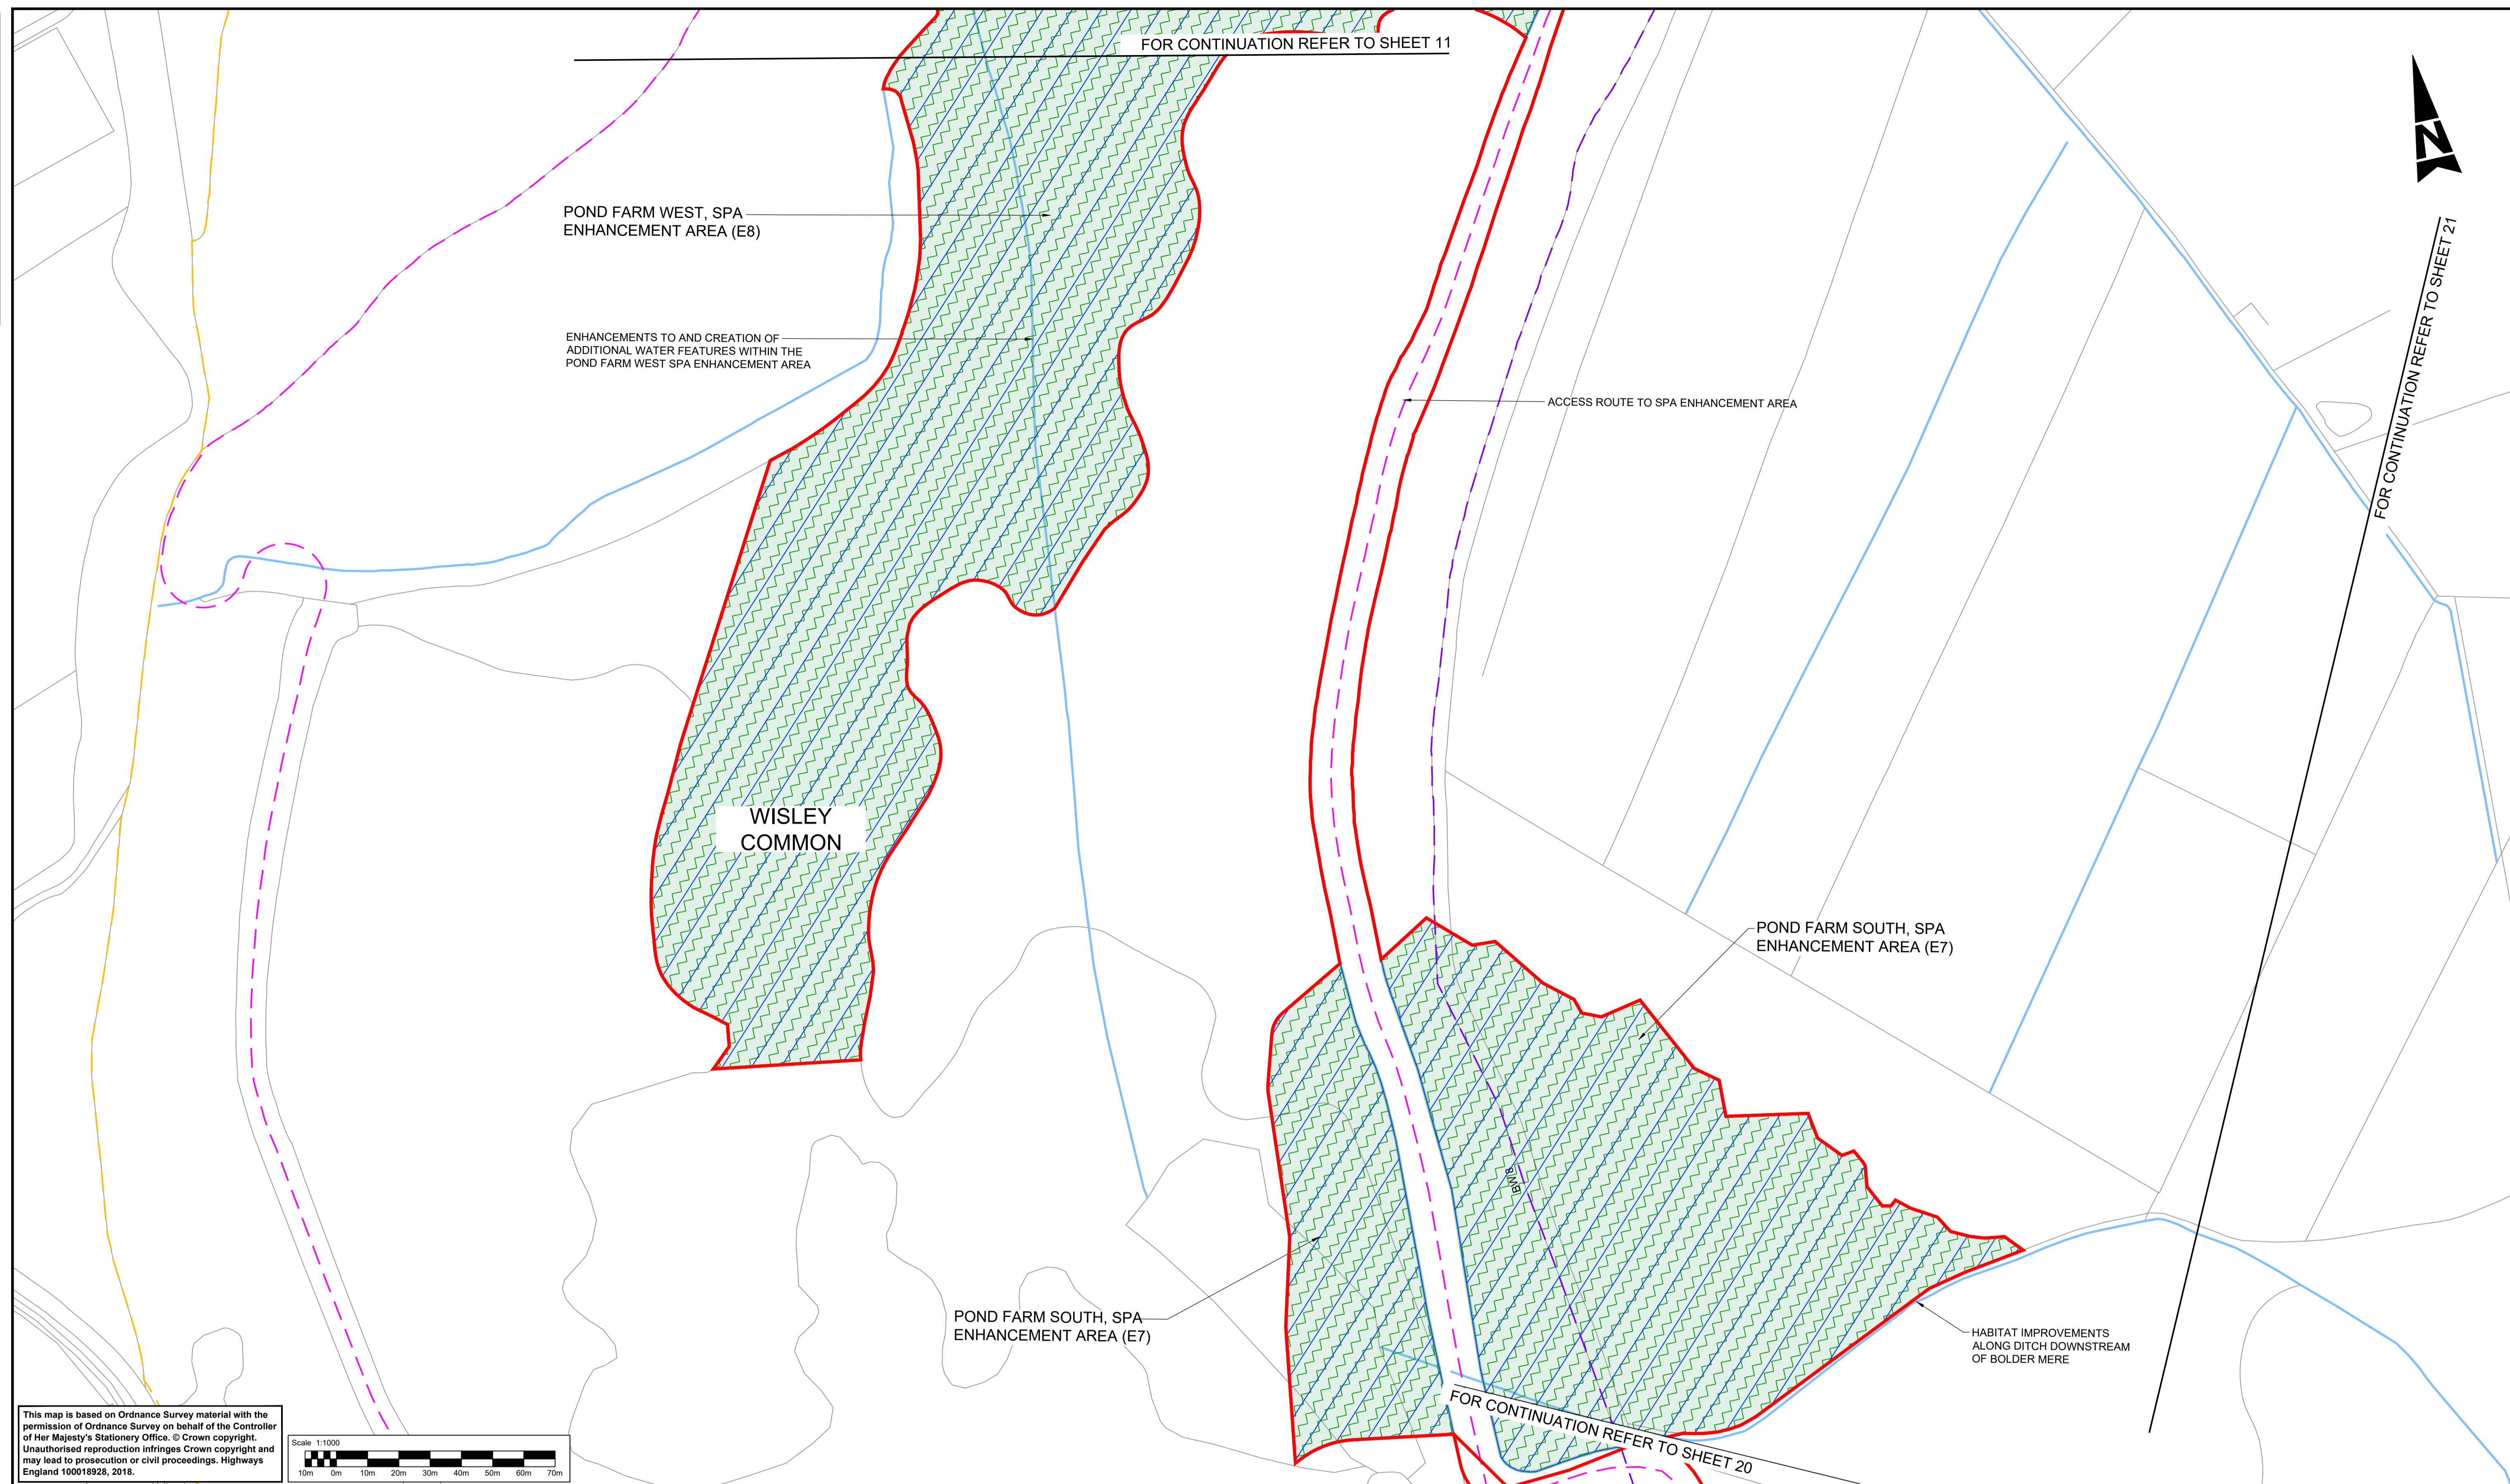 FOR CONTINUATION REFER TO SHEET 11
N
POND FARM WEST, SPA
ENHANCEMENT AREA (E8)
FOR CONTINUATION REFER TO SHEET 21
ENHANCEMENTS TO AND CREATION OF
ADDITIONAL WATER FEATURES WITHIN THE
POND FARM WEST SPA ENHANCEMENT AREA
ACCESS ROUTE TO SPA ENHANCEMENT AREA
WISLEY
COMMON
POND FARM SOUTH, SPA
ENHANCEMENT AREA (E7)
BW 8
POND FARM SOUTH, SPA
ENHANCEMENT AREA (E7)
HABITAT IMPROVEMENTS
ALONG DITCH DOWNSTREAM
OF BOLDER MERE
FOR CONTINUATION REFER TO SHEET 20
This map is based on Ordnance Survey material with the
permission of Ordnance Survey on behalf of the Controller
of Her Majesty's Stationery Office. © Crown copyright.
Unauthorised reproduction infringes Crown copyright and
may lead to prosecution or civil proceedings. Highways
England 100018928, 2018.
Scale 1:1000
10m 0m 10m 20m 30m 40m 50m 60m 70m